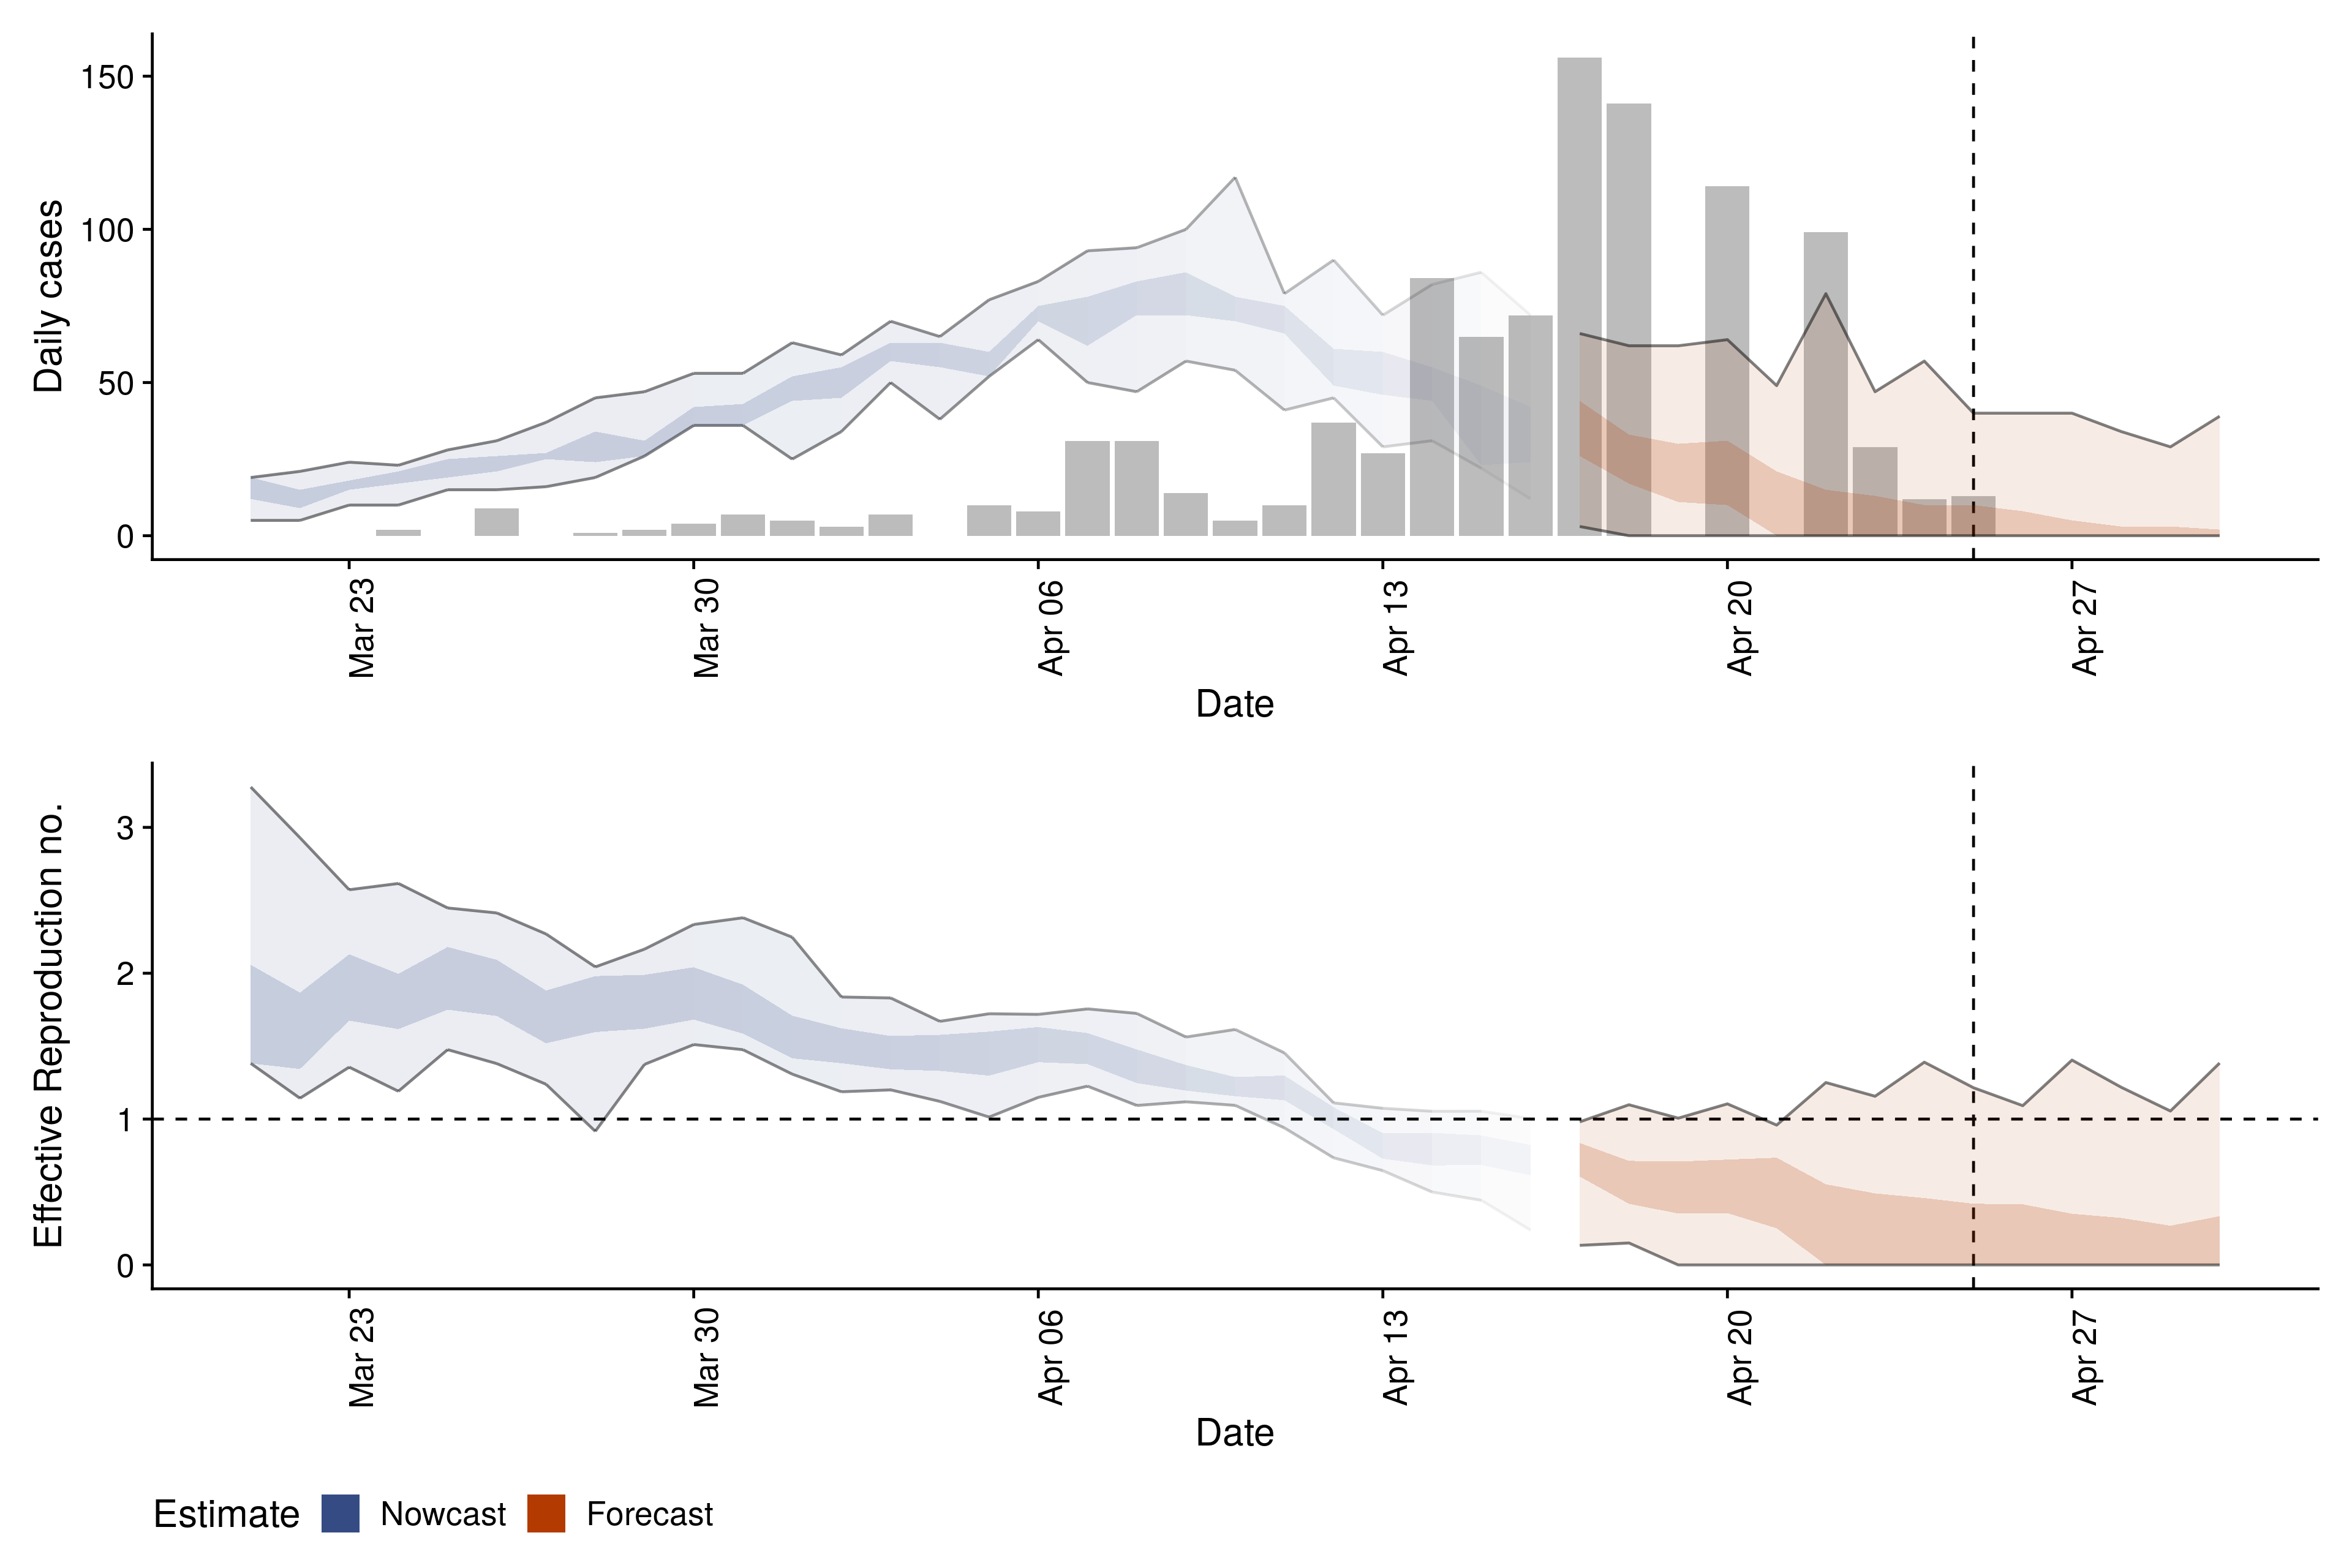 Daily cases
150
100
50
0
Mar 23
Mar 30
Apr 06
Apr 13
Apr 20
Apr 27
Date
Effective Reproduction no.
3
2
1
0
Mar 23
Mar 30
Apr 06
Apr 13
Apr 20
Apr 27
Date
Estimate Nowcast Forecast